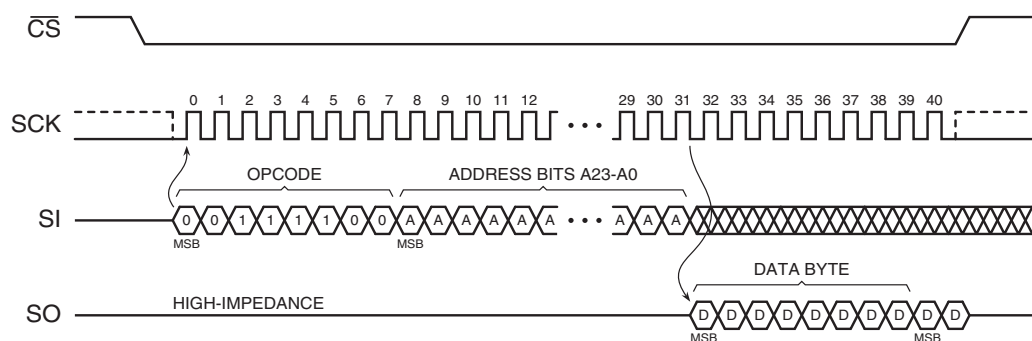 CS
0 1 2 3 4 5 6 7 8 9 10 11 12 29 30 31 32 33 34 35 36 37 38 39 40
SCK
OPCODE ADDRESS BITS A23-A0
SI 0 0 1 1 1 1 0 0 A A A A A A A A A
MSB MSB
DATA BYTE
HIGH-IMPEDANCE
SO D D D D D D D D D D
MSB MSB